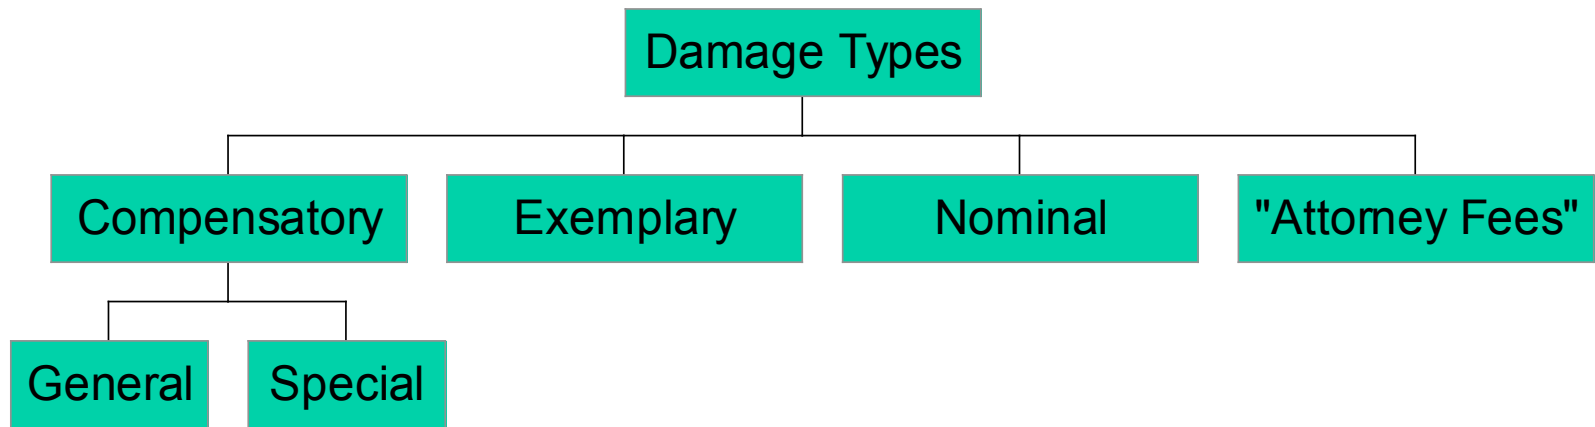 Damage Types
Compensatory
Exemplary
Nominal
"Attorney Fees"
General
Special